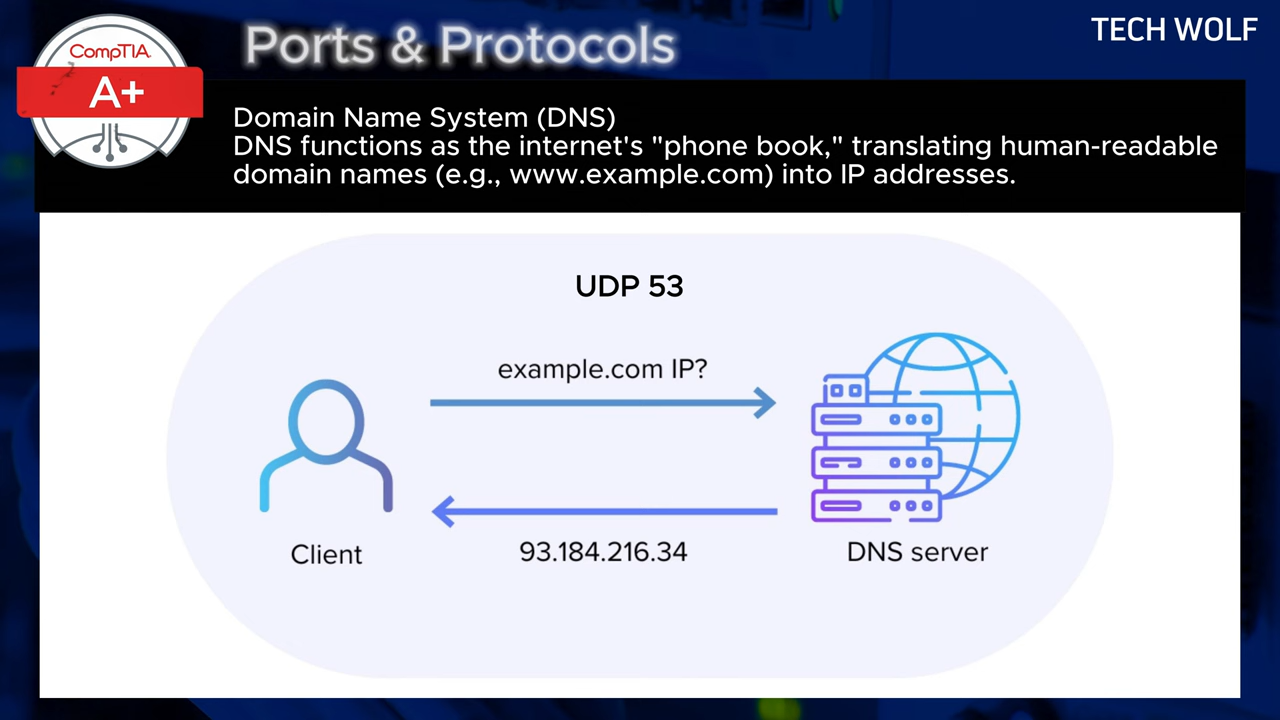 CompTIA.
A+
Ports & Protocols
TECH WOLF
Domain Name System (DNS)
DNS functions as the internet's "phone book," translating human-readable
domain names (e.g., www.example.com) into IP addresses.
UDP 53
example.com IP?
Client
93.184.216.34
DNS server